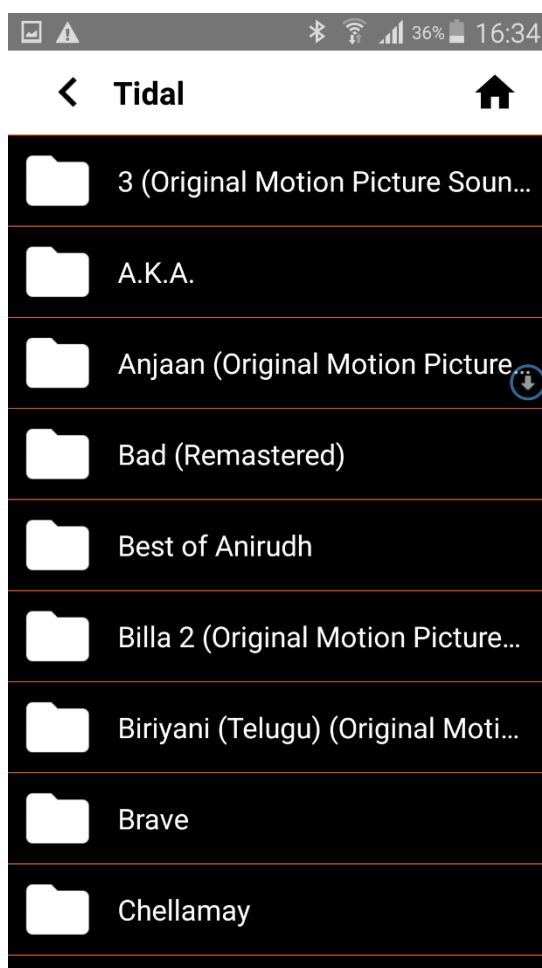 36% 16:34
Tidal
3 (Original Motion Picture Soun...
A.K.A.
Anjaan (Original Motion Picture...
Bad (Remastered)
Best of Anirudh
Billa 2 (Original Motion Picture...
Biriyani (Telugu) (Original Moti...
Brave
Chellamay